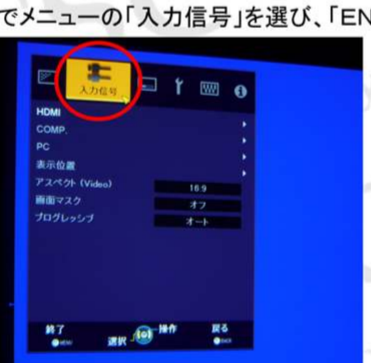 でメニューの「入力信号」を選び、「EN
入力信号
HDMI
COMP.
PC
表示位置
アスペクト (Video) 16:9
画面マスク オフ
プログレッシブ オート
終了 選択 操作 戻る
MENU BACK